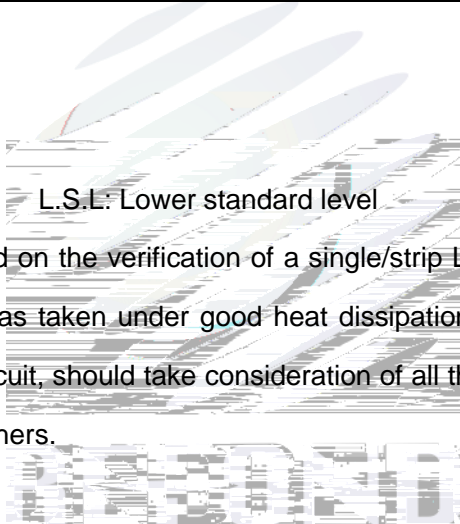 L.S.L: Lower standard level
d on the verification of a single/strip L
as taken under good heat dissipation
cuit, should take consideration of all th
ners.